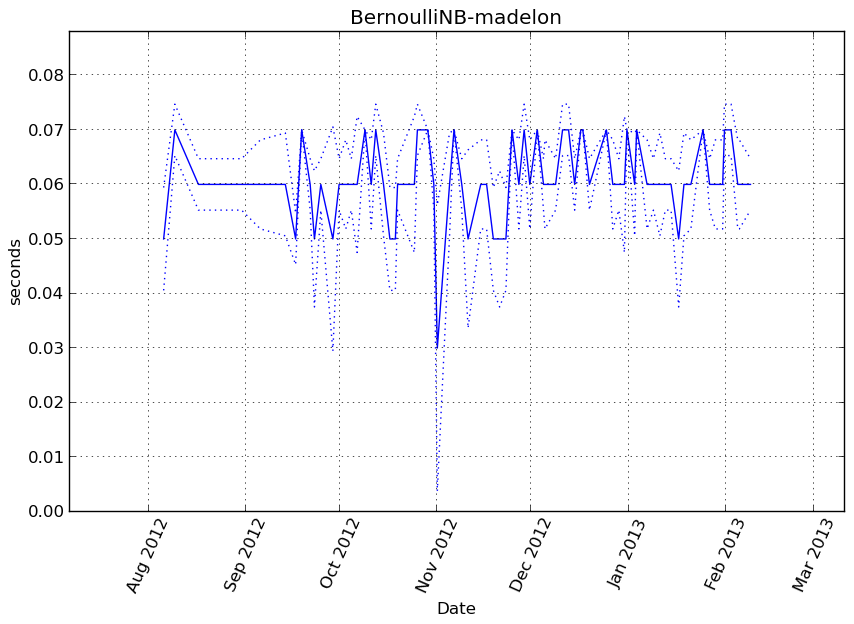 BernoulliNB-madelon
0.08
0.07
0.06
0.05
0.04
0.03
0.02
0.01
0.00
seconds
Aug 2012
Sep 2012
Oct 2012
Nov 2012
Dec 2012
Jan 2013
Feb 2013
Mar 2013
Date